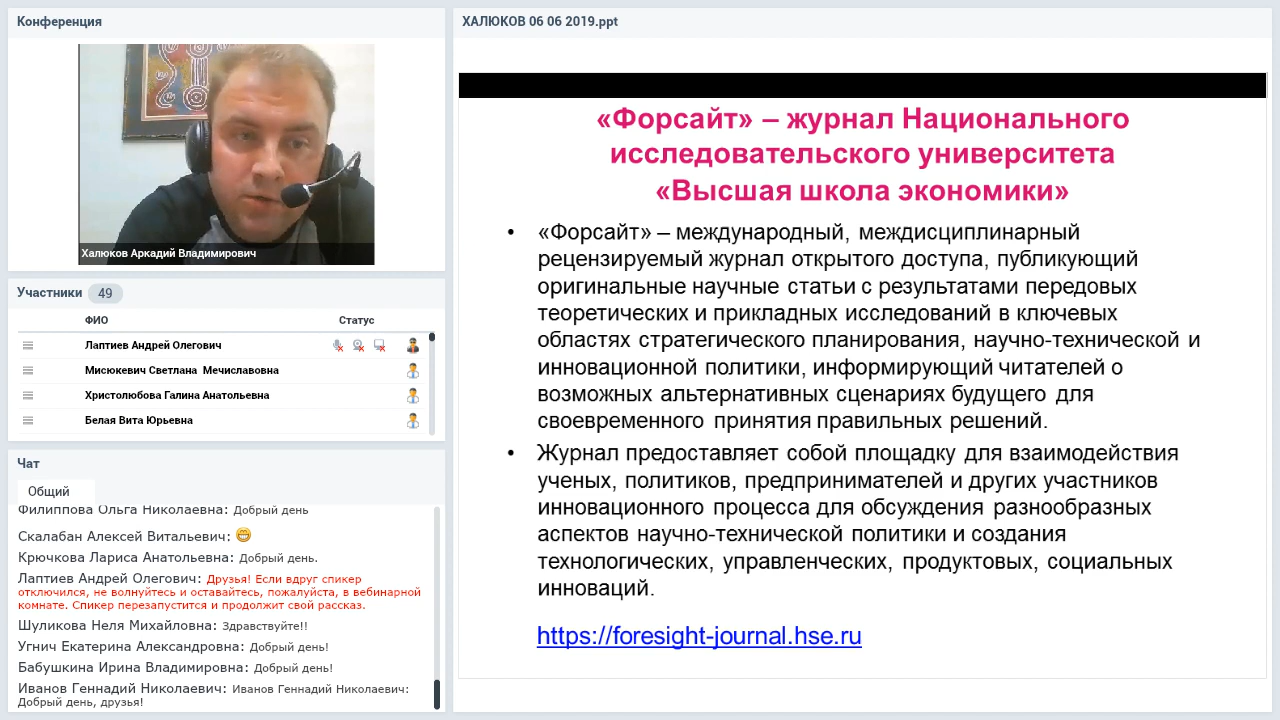 Конференция
Халюков Аркадий Владимирович
Участники 49
ФИО Статус
Лаптиев Андрей Олегович
Мисюкевич Светлана Мечиславовна
Христолюбова Галина Анатольевна
Белая Вита Юрьевна
Чат
Общий
Филиппова Ольга Николаевна: Добрый день
Скалабан Алексей Витальевич:
Крючкова Лариса Анатольевна: Добрый день.
Лаптиев Андрей Олегович: Друзья! Если вдруг спикер
отключился, не волнуйтесь и оставайтесь, пожалуйста, в вебинарной
комнате. Спикер перезапустится и продолжит свой рассказ.
Шуликова Неля Михайловна: Здравствуйте!!
Угнич Екатерина Александровна: Добрый день!
Бабушкина Ирина Владимировна: Добрый день!
Иванов Геннадий Николаевич: Иванов Геннадий Николаевич:
Добрый день, друзья!
ХАЛЮКОВ 06 06 2019.ppt
«Форсайт» – журнал Национального
исследовательского университета
«Высшая школа экономики»
• «Форсайт» – международный, междисциплинарный
рецензируемый журнал открытого доступа, публикующий
оригинальные научные статьи с результатами передовых
теоретических и прикладных исследований в ключевых
областях стратегического планирования, научно-технической и
инновационной политики, информирующий читателей о
возможных альтернативных сценариях будущего для
своевременного принятия правильных решений.
• Журнал предоставляет собой площадку для взаимодействия
ученых, политиков, предпринимателей и других участников
инновационного процесса для обсуждения разнообразных
аспектов научно-технической политики и создания
технологических, управленческих, продуктовых, социальных
инноваций.
https://foresight-journal.hse.ru